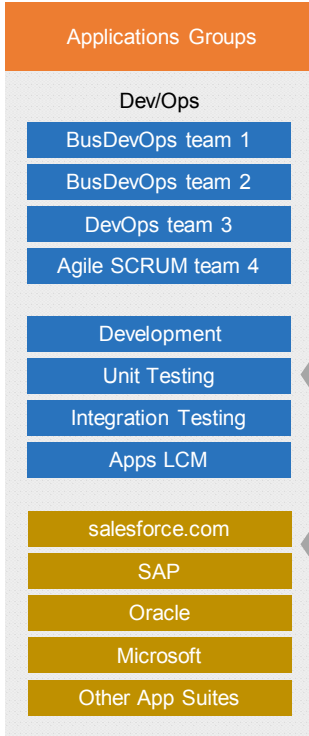 Applications Groups
Dev/Ops
BusDevOps team 1
BusDevOps team 2
DevOps team 3
Agile SCRUM team 4
Development
Unit Testing
Integration Testing
Apps LCM
salesforce.com
SAP
Oracle
Microsoft
Other App Suites